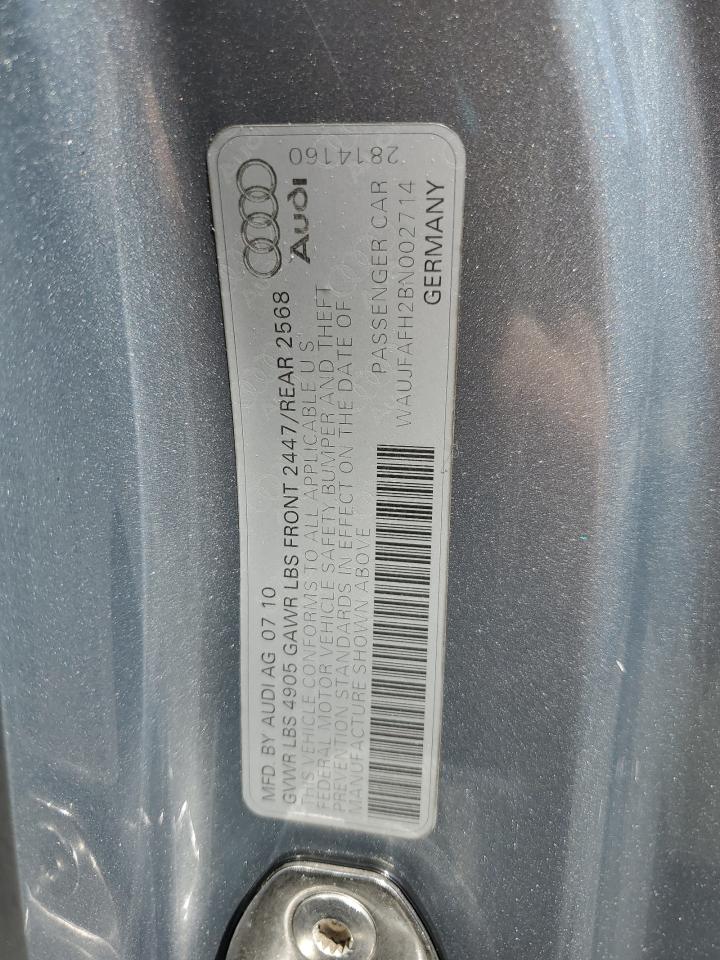 MFD BY AUDI AG 07 10
GVWR LBS 4905 GAWR LBS FRONT 2447/REAR 2568
THIS VEHICLE CONFORMS TO ALL APPLICABLE U S
FEDERAL MOTOR VEHICLE SAFETY BUMPER AND THEFT
PREVENTION STANDARDS IN EFFECT ON THE DATE OF
MANUFACTURE SHOWN ABOVE
Audi
2814160
PASSENGER CAR
WAUJFAFH2BN002714
GERMANY